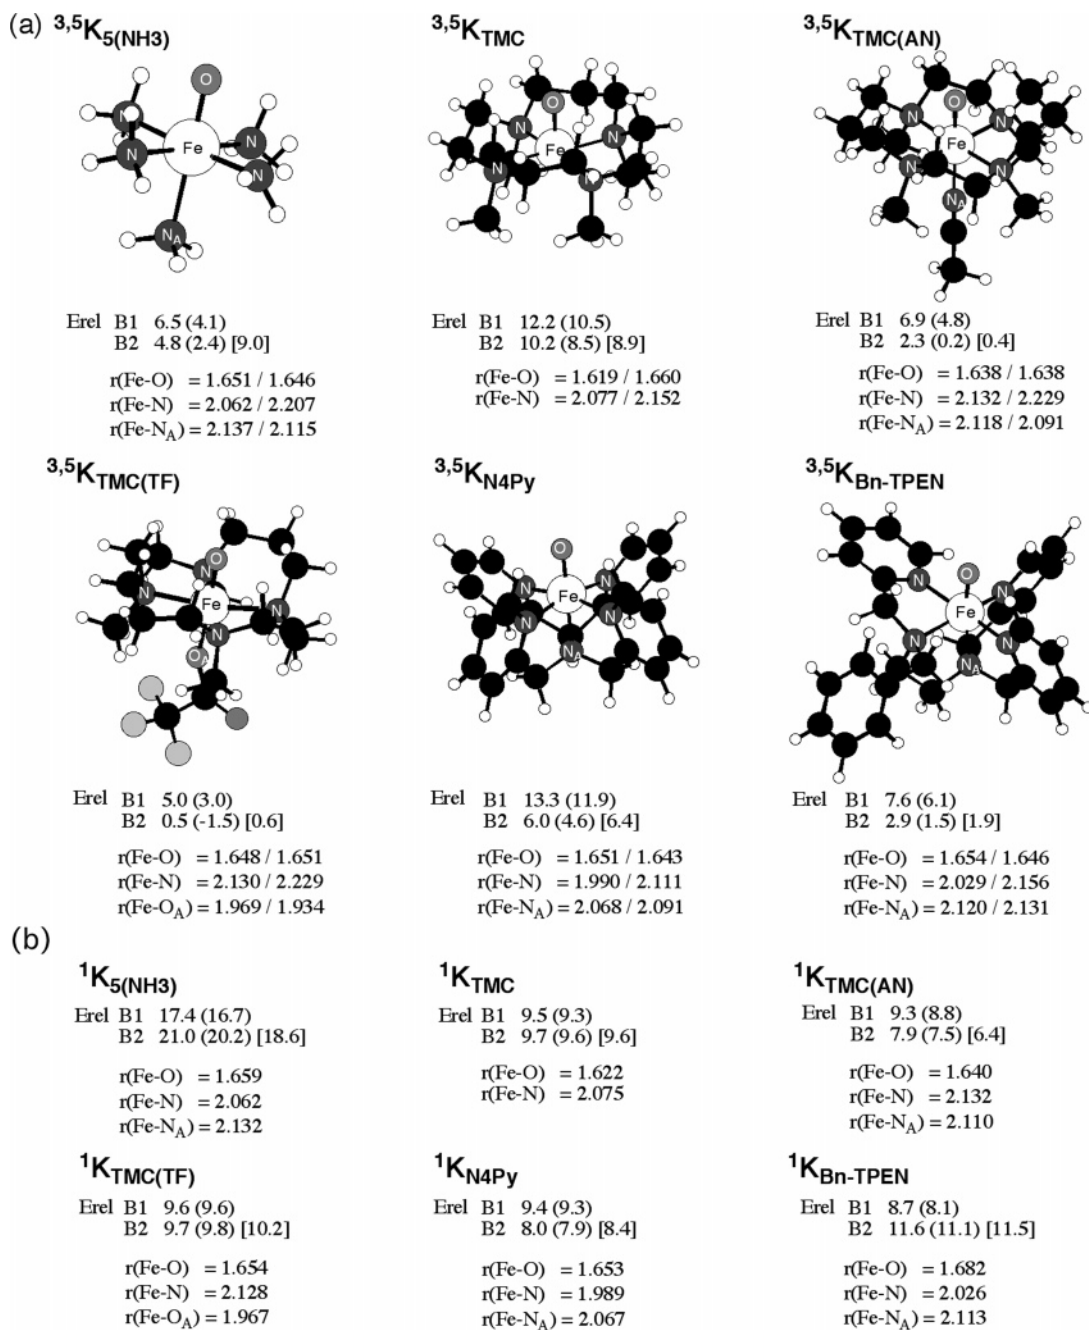 (a)
3,5K5(NH3)
3,5KTMC
3,5KTMC(AN)
O
N
N
Fe
N
N
NA
O
N
Fe
N
N
N
O
N
N
Fe
N
N
NA
Erel B1 6.5 (4.1)
B2 4.8 (2.4) [9.0]
r(Fe-O) = 1.651 / 1.646
r(Fe-N) = 2.062 / 2.207
r(Fe-NA) = 2.137 / 2.115
Erel B1 12.2 (10.5)
B2 10.2 (8.5) [8.9]
r(Fe-O) = 1.619 / 1.660
r(Fe-N) = 2.077 / 2.152
Erel B1 6.9 (4.8)
B2 2.3 (0.2) [0.4]
r(Fe-O) = 1.638 / 1.638
r(Fe-N) = 2.132 / 2.229
r(Fe-NA) = 2.118 / 2.091
3,5KTMC(TF)
3,5KN4Py
3,5KBn-TPEN
O
N
N
Fe
N
N
OA
O
N
N
Fe
N
N
NA
O
N
N
Fe
N
N
NA
Erel B1 5.0 (3.0)
B2 0.5 (-1.5) [0.6]
r(Fe-O) = 1.648 / 1.651
r(Fe-N) = 2.130 / 2.229
r(Fe-OA) = 1.969 / 1.934
Erel B1 13.3 (11.9)
B2 6.0 (4.6) [6.4]
r(Fe-O) = 1.651 / 1.643
r(Fe-N) = 1.990 / 2.111
r(Fe-NA) = 2.068 / 2.091
Erel B1 7.6 (6.1)
B2 2.9 (1.5) [1.9]
r(Fe-O) = 1.654 / 1.646
r(Fe-N) = 2.029 / 2.156
r(Fe-NA) = 2.120 / 2.131
(b)
1K5(NH3)
Erel B1 17.4 (16.7)
B2 21.0 (20.2) [18.6]
r(Fe-O) = 1.659
r(Fe-N) = 2.062
r(Fe-NA) = 2.132
1KTMC
Erel B1 9.5 (9.3)
B2 9.7 (9.6) [9.6]
r(Fe-O) = 1.622
r(Fe-N) = 2.075
1KTMC(AN)
Erel B1 9.3 (8.8)
B2 7.9 (7.5) [6.4]
r(Fe-O) = 1.640
r(Fe-N) = 2.132
r(Fe-NA) = 2.110
1KTMC(TF)
Erel B1 9.6 (9.6)
B2 9.7 (9.8) [10.2]
r(Fe-O) = 1.654
r(Fe-N) = 2.128
r(Fe-OA) = 1.967
1KN4Py
Erel B1 9.4 (9.3)
B2 8.0 (7.9) [8.4]
r(Fe-O) = 1.653
r(Fe-N) = 1.989
r(Fe-NA) = 2.067
1KBn-TPEN
Erel B1 8.7 (8.1)
B2 11.6 (11.1) [11.5]
r(Fe-O) = 1.682
r(Fe-N) = 2.026
r(Fe-NA) = 2.113